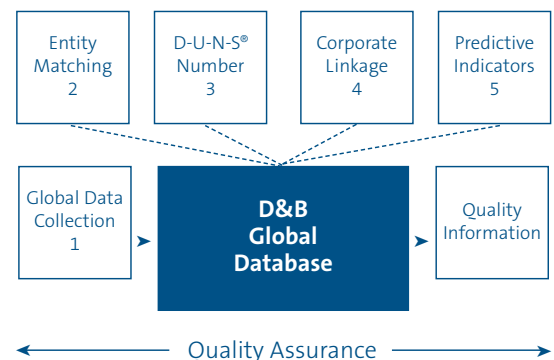 Entity
Matching
2
D-U-N-S®
Number
3
Corporate
Linkage
4
Predictive
Indicators
5
Global Data
Collection
1
D&B
Global
Database
Quality
Information
Quality Assurance